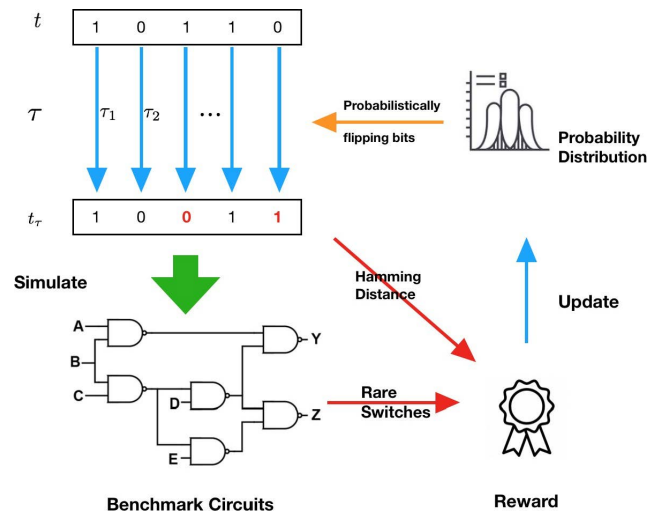 t 1 0 1 1 0
τ τ1 τ2 ...
Probabilistically
flipping bits
Probability
Distribution
tτ 1 0 0 1 1
Simulate
Hamming
Distance
Update
A
B
C
D
E
Y
Z
Rare
Switches
Benchmark Circuits
Reward